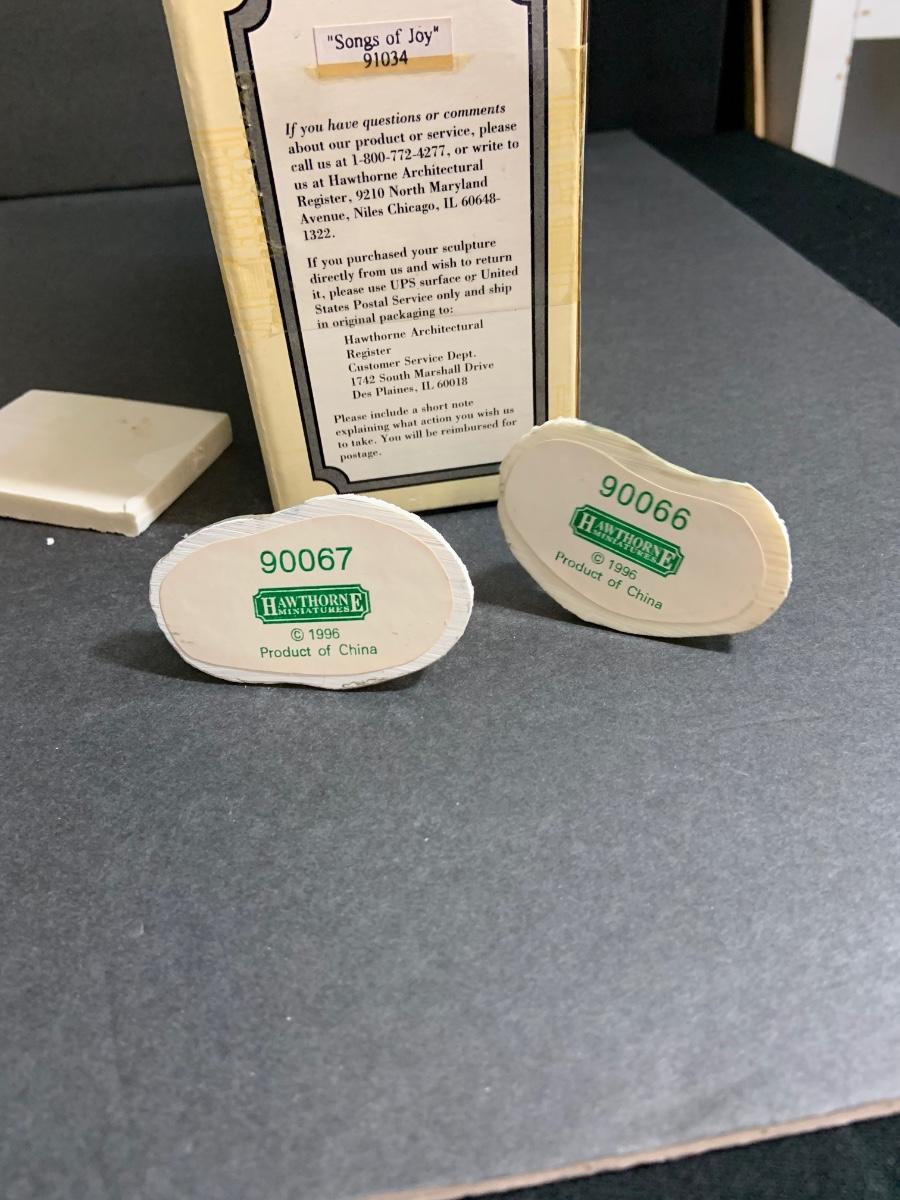 "Songs of Joy"
91034
If you have questions or comments
about our product or service, please
call us at 1-800-772-4277, or write to
us at Hawthorne Architectural
Register, 9210 North Maryland
Avenue, Niles Chicago, IL 60648-
1322.
If you purchased your sculpture
directly from us and wish to return
it, please use UPS surface or United
States Postal Service only and ship
in original packaging to:
Hawthorne Architectural
Register
Customer Service Dept.
1742 South Marshall Drive
Des Plaines, IL 60018
Please include a short note
explaining what action you wish us
to take. You will be reimbursed for
postage.
90067
HAWTHORNE
MINIATURES®
© 1996
Product of China
90066
HAWTHORNE
MINIATURES®
© 1996
Product of China